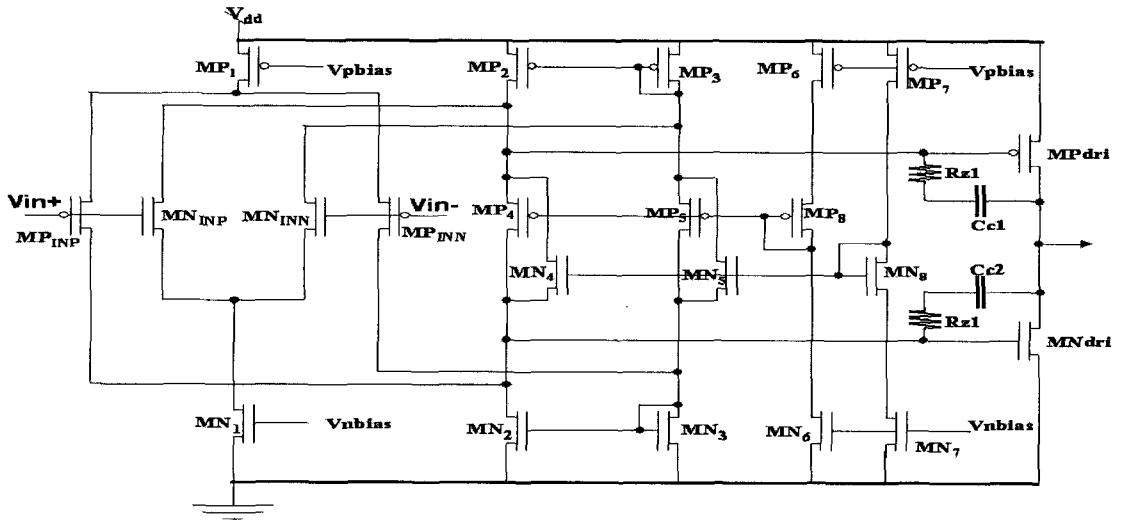 Vdd
MP1
Vpbias
MP2
MP3
MP6
MP7
Vpbias
MPdri
Rz1
Cc1
Vin+
MPINP
MNINP
MNINN
Vin-
MPINN
MP4
MP5
MP8
MN4
MN5
MN8
Cc2
Rz1
MNdri
MN1
Vnbias
MN2
MN3
MN6
MN7
Vnbias